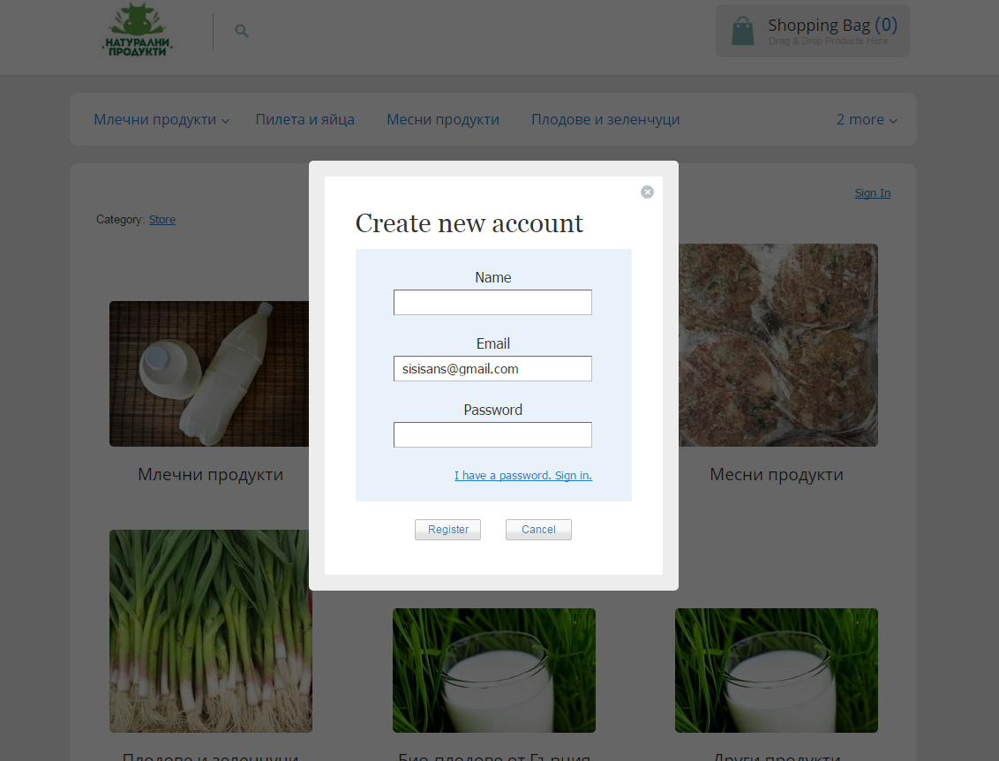 НАТУРАЛНИ
ПРОДУКТИ
Shopping Bag (0)
Drag & Drop Products Here
Млечни продукти
Пилета и яйца
Месни продукти
Плодове и зеленчуци
2 more
Sign In
Category: Store
Create new account
Name
Email
sisisans@gmail.com
Password
I have a password. Sign in.
Register
Cancel
Млечни продукти
Месни продукти
Плодове и зеленчуци
Био-плодове от Гърция
Други продукти